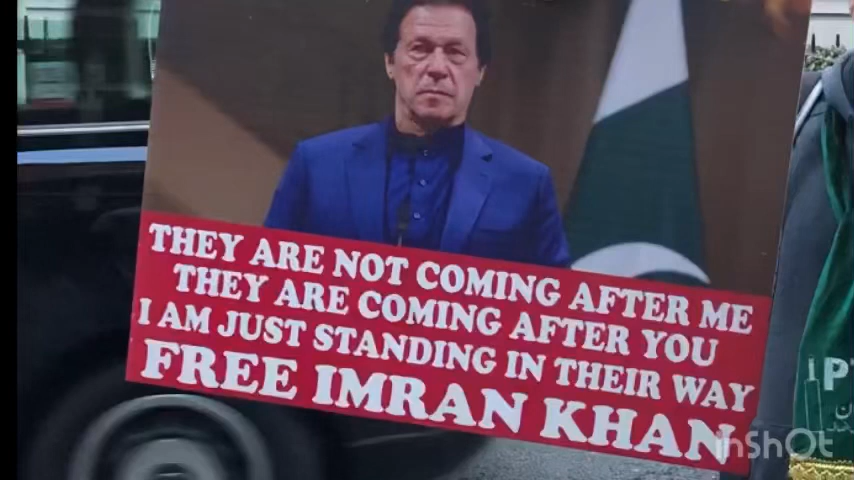 THEY ARE NOT COMING AFTER ME
THEY ARE COMING AFTER YOU
I AM JUST STANDING IN THEIR WAY
FREE IMRAN KHAN
InShOt